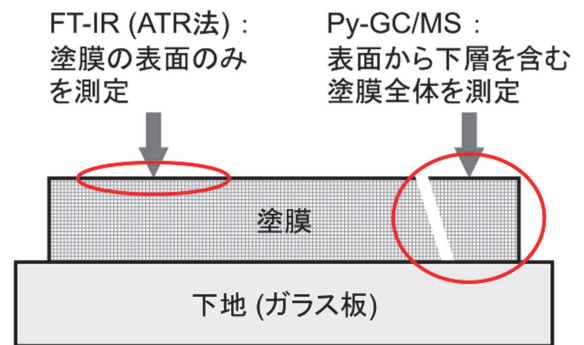 FT-IR (ATR法)：
塗膜の表面のみ
を測定
Py-GC/MS：
表面から下層を含む
塗膜全体を測定
塗膜
下地 (ガラス板)